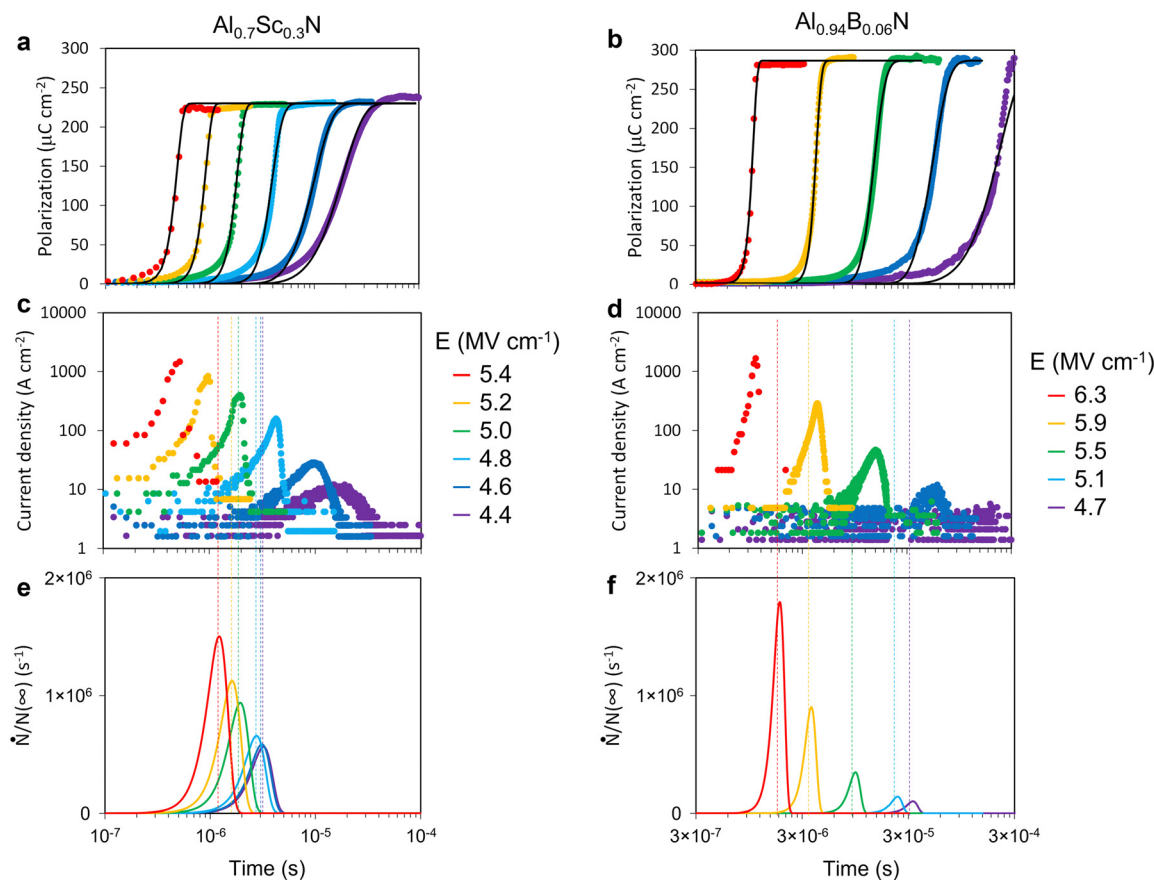 Al0.7Sc0.3N
Al0.94B0.06N
a
b
Polarization (µC cm-2)
300
250
200
150
100
50
0
Polarization (µC cm-2)
300
250
200
150
100
50
0
c
d
Current density (A cm-2)
10000
1000
100
10
1
E (MV cm-1)
5.4
5.2
5.0
4.8
4.6
4.4
Current density (A cm-2)
10000
1000
100
10
1
E (MV cm-1)
6.3
5.9
5.5
5.1
4.7
e
f
Ṅ/N(∞) (s-1)
2×10^6
1×10^6
0
10^-7
10^-6
10^-5
10^-4
Time (s)
Ṅ/N(∞) (s-1)
2×10^6
1×10^6
0
3×10^-7
3×10^-6
3×10^-5
3×10^-4
Time (s)